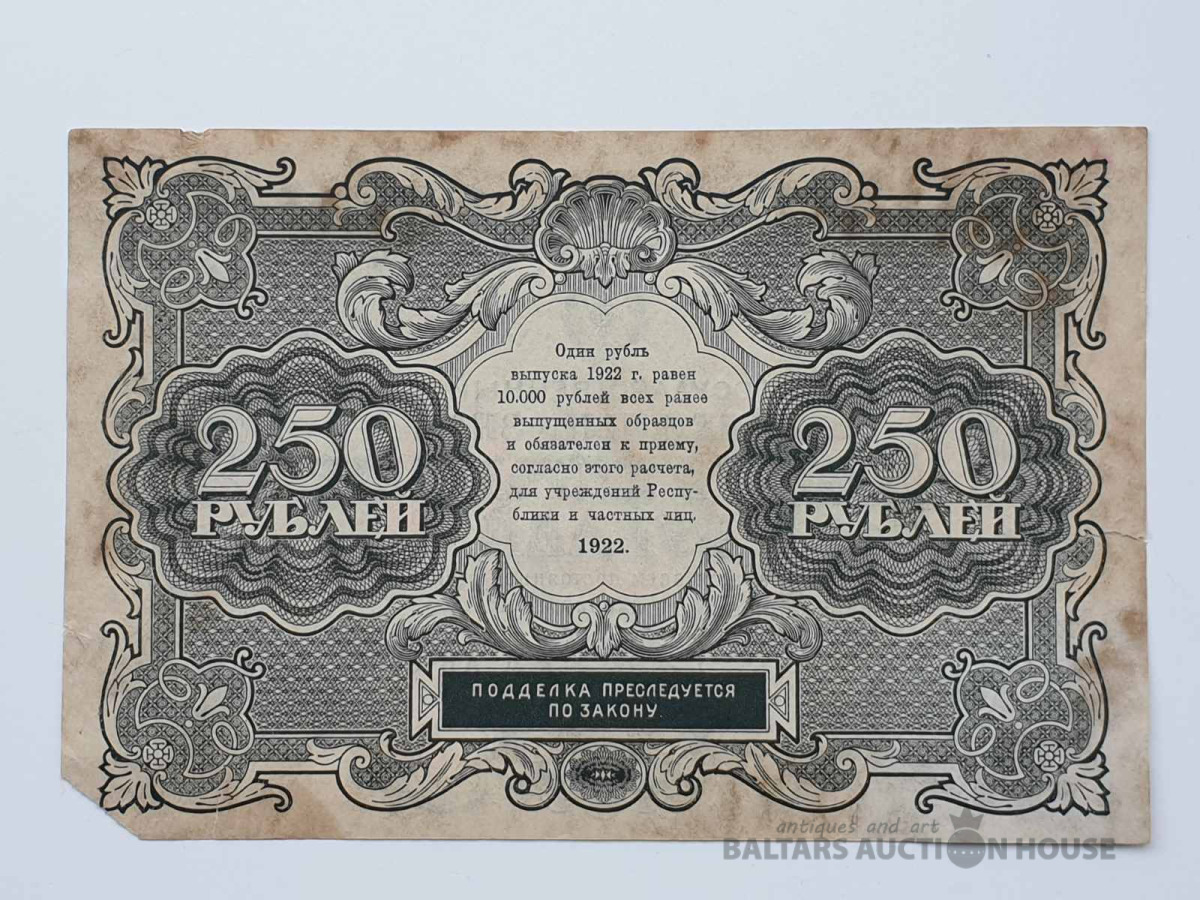 Один рубль
выпуска 1922 г. равен
10.000 рублей всех ранее
выпущенных образцов
и обязателен к приему,
согласно этого расчета,
для учреждений Респу-
блики и частных лиц.
1922.
250
РУБЛЕЙ
250
РУБЛЕЙ
ПОДДЕЛКА ПРЕСЛЕДУЕТСЯ
ПО ЗАКОНУ.
antiques and art
BALTARS AUCTION HOUSE